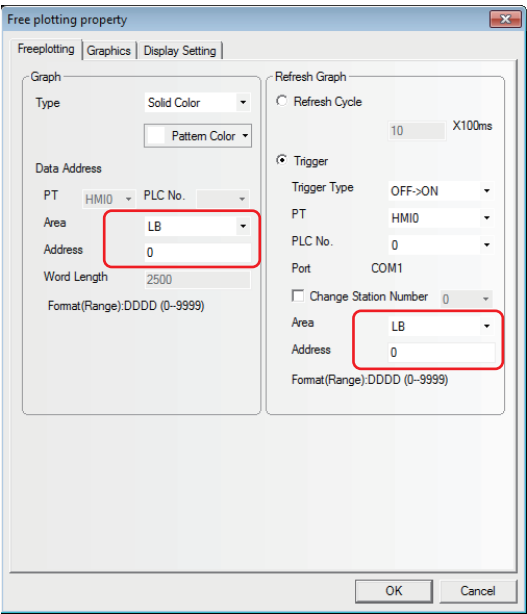 Free plotting property
Freeplotting Graphics Display Setting
Graph
Type Solid Color
Pattern Color
Data Address
PT HMI0 PLC No.
Area LB
Address 0
Word Length 2500
Format(Range):DDDD (0--9999)
Refresh Graph
Refresh Cycle
10 X100ms
Trigger
Trigger Type OFF->ON
PT HMI0
PLC No. 0
Port COM1
Change Station Number 0
Area LB
Address 0
Format(Range):DDDD (0--9999)
OK Cancel